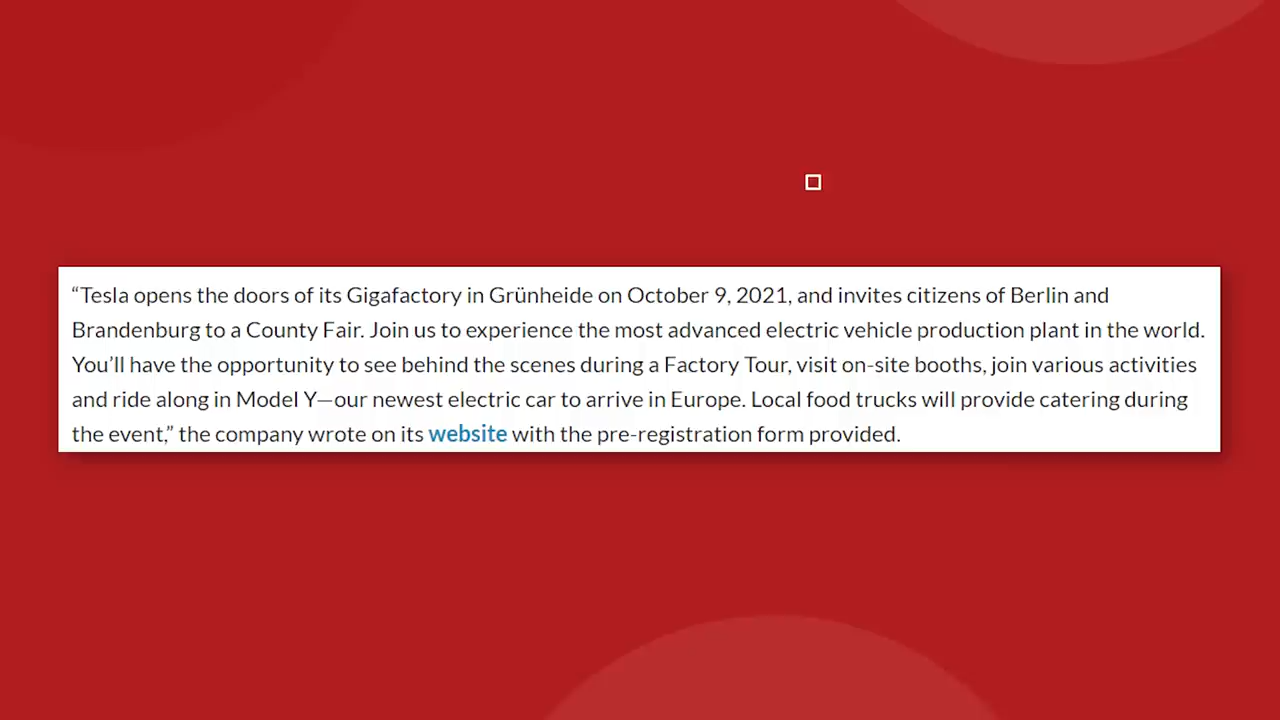 “Tesla opens the doors of its Gigafactory in Grünheide on October 9, 2021, and invites citizens of Berlin and
Brandenburg to a County Fair. Join us to experience the most advanced electric vehicle production plant in the world.
You’ll have the opportunity to see behind the scenes during a Factory Tour, visit on-site booths, join various activities
and ride along in Model Y—our newest electric car to arrive in Europe. Local food trucks will provide catering during
the event,” the company wrote on its website with the pre-registration form provided.